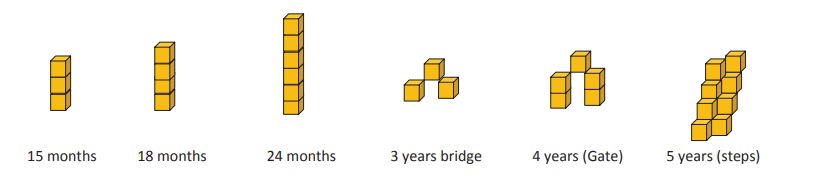 15 months 18 months 24 months 3 years bridge 4 years (Gate) 5 years (steps)